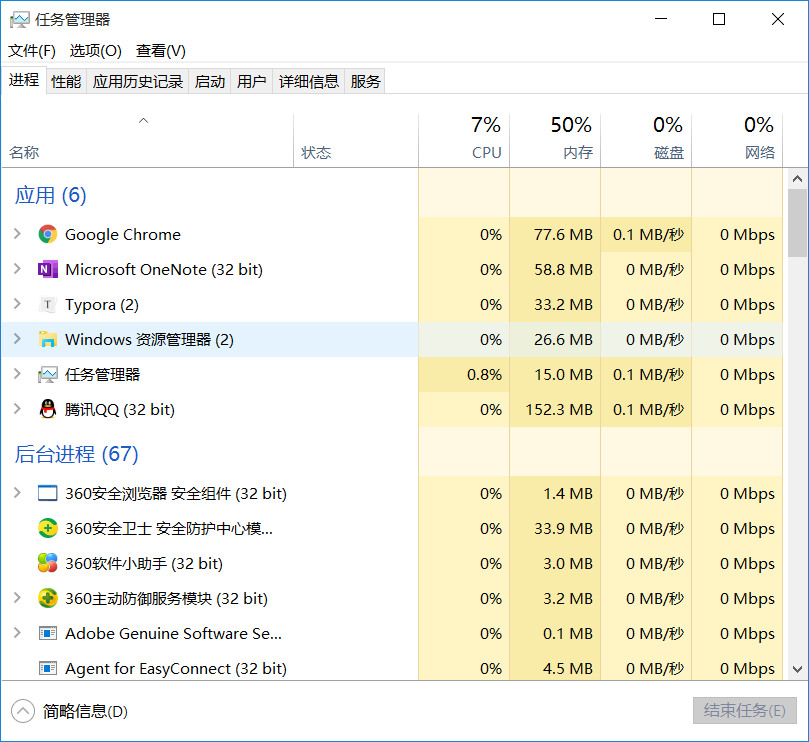 任务管理器
文件(F) 选项(O) 查看(V)
进程 性能 应用历史记录 启动 用户 详细信息 服务
7% 50% 0% 0%
名称 状态 CPU 内存 磁盘 网络
应用 (6)
Google Chrome 0% 77.6 MB 0.1 MB/秒 0 Mbps
Microsoft OneNote (32 bit) 0% 58.8 MB 0 MB/秒 0 Mbps
Typora (2) 0% 33.2 MB 0 MB/秒 0 Mbps
Windows 资源管理器 (2) 0% 26.6 MB 0 MB/秒 0 Mbps
任务管理器 0.8% 15.0 MB 0.1 MB/秒 0 Mbps
腾讯QQ (32 bit) 0% 152.3 MB 0.1 MB/秒 0 Mbps
后台进程 (67)
360安全浏览器 安全组件 (32 bit) 0% 1.4 MB 0 MB/秒 0 Mbps
360安全卫士 安全防护中心模... 0% 33.9 MB 0 MB/秒 0 Mbps
360软件小助手 (32 bit) 0% 3.0 MB 0 MB/秒 0 Mbps
360主动防御服务模块 (32 bit) 0% 3.2 MB 0 MB/秒 0 Mbps
Adobe Genuine Software Se... 0% 0.1 MB 0 MB/秒 0 Mbps
Agent for EasyConnect (32 bit) 0% 4.5 MB 0 MB/秒 0 Mbps
简略信息(D) 结束任务(E)